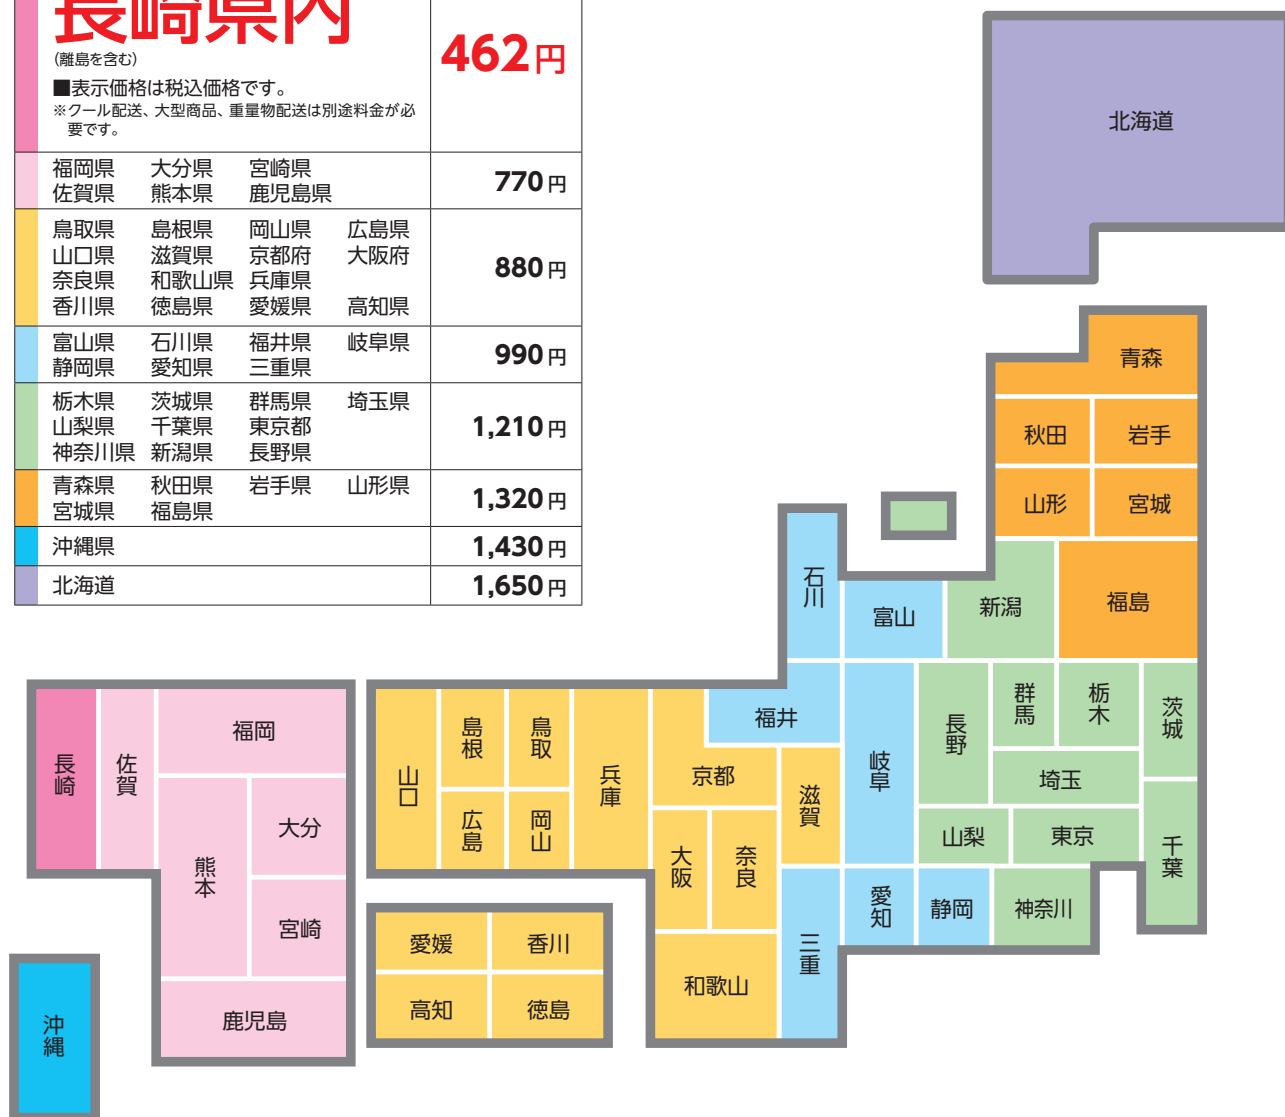 長崎県内
(離島を含む)
462円
■表示価格は税込価格です。
※クール配送、大型商品、重量物配送は別途料金が必
要です。
福岡県 大分県 宮崎県
佐賀県 熊本県 鹿児島県
770円
鳥取県 島根県 岡山県 広島県
山口県 滋賀県 京都府 大阪府
奈良県 和歌山県 兵庫県
香川県 徳島県 愛媛県 高知県
880円
富山県 石川県 福井県 岐阜県
静岡県 愛知県 三重県
990円
栃木県 茨城県 群馬県 埼玉県
山梨県 千葉県 東京都
神奈川県 新潟県 長野県
1,210円
青森県 秋田県 岩手県 山形県
宮城県 福島県
1,320円
沖縄県
1,430円
北海道
1,650円
北海道
青森
秋田
岩手
山形
宮城
石川
富山
新潟
福島
福井
岐阜
長野
群馬
栃木
茨城
埼玉
山梨
東京
千葉
愛知
静岡
神奈川
三重
山口
島根
鳥取
兵庫
京都
滋賀
広島
岡山
大阪
奈良
和歌山
愛媛
香川
高知
徳島
長崎
佐賀
福岡
大分
熊本
宮崎
鹿児島
沖縄